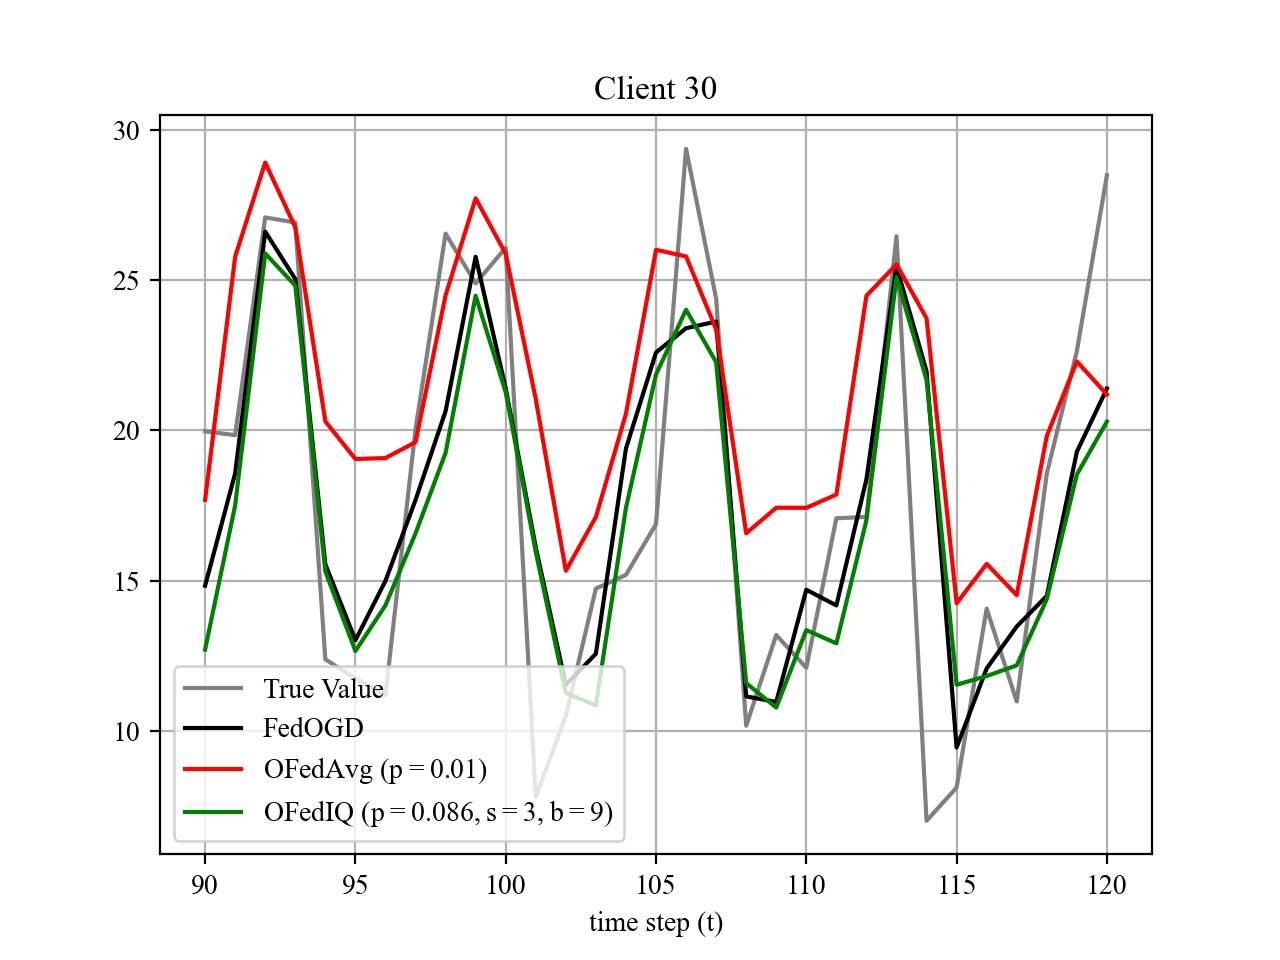 Client 30
30
25
20
15
10
True Value
FedOGD
OFedAvg (p = 0.01)
OFedIQ (p = 0.086, s = 3, b = 9)
90 95 100 105 110 115 120
time step (t)